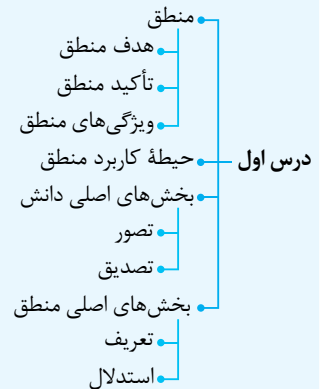 منطق
هدف منطق
تأکید منطق
ویژگی‌های منطق
درس اول
حیطهٔ کاربرد منطق
بخش‌های اصلی دانش
تصور
تصدیق
بخش‌های اصلی منطق
تعریف
استدلال